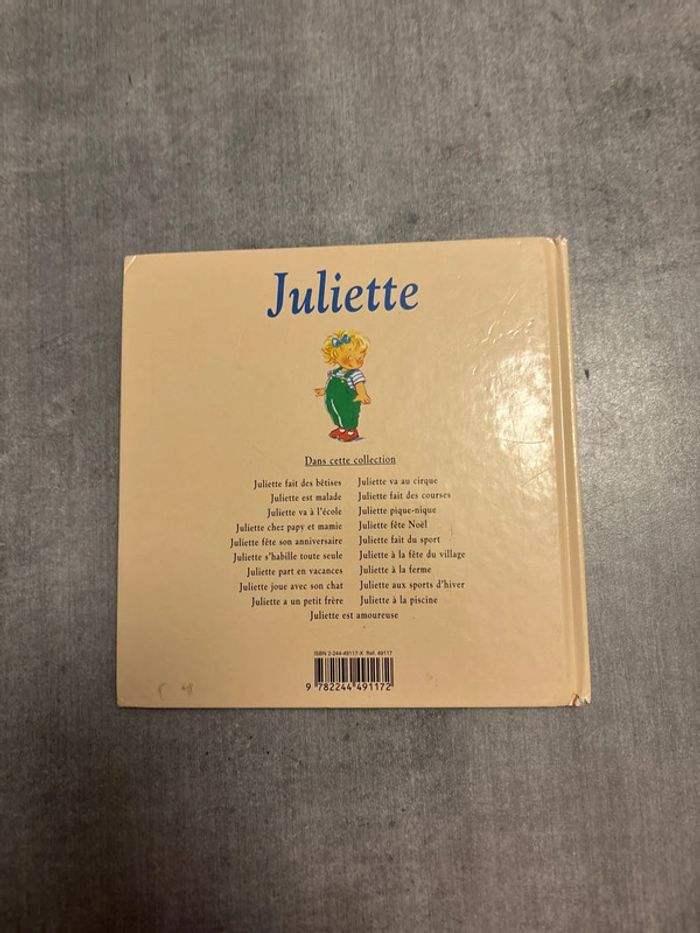 Juliette
Dans cette collection
Juliette fait des bêtises
Juliette est malade
Juliette va à l'école
Juliette chez papy et mamie
Juliette fête son anniversaire
Juliette s'habille toute seule
Juliette part en vacances
Juliette joue avec son chat
Juliette a un petit frère
Juliette va au cirque
Juliette fait des courses
Juliette pique-nique
Juliette fête Noël
Juliette fait du sport
Juliette à la fête du village
Juliette à la ferme
Juliette aux sports d'hiver
Juliette à la piscine
Juliette est amoureuse
ISBN 2-244-49117-X Réf. 49117
9 782244 491172